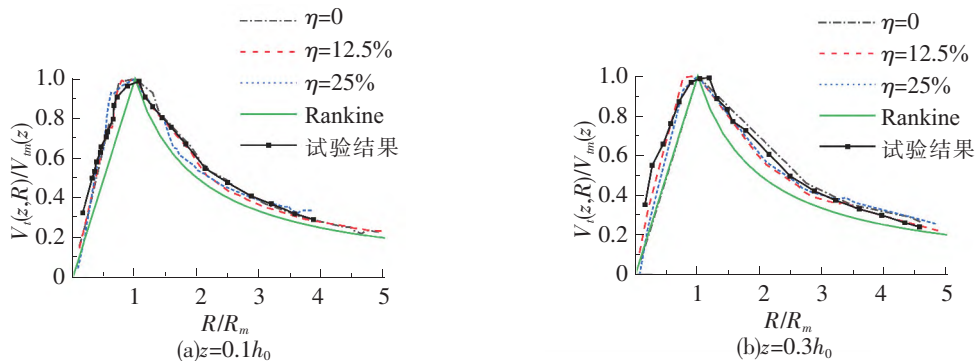 η=0
η=12.5%
η=25%
Rankine
试验结果
V_t(z,R)/V_tm(z)
1.0
0.8
0.6
0.4
0.2
0
1
2
3
4
5
R/R_m
(a)z=0.1h_0
η=0
η=12.5%
η=25%
Rankine
试验结果
V_t(z,R)/V_tm(z)
1.0
0.8
0.6
0.4
0.2
0
1
2
3
4
5
R/R_m
(b)z=0.3h_0